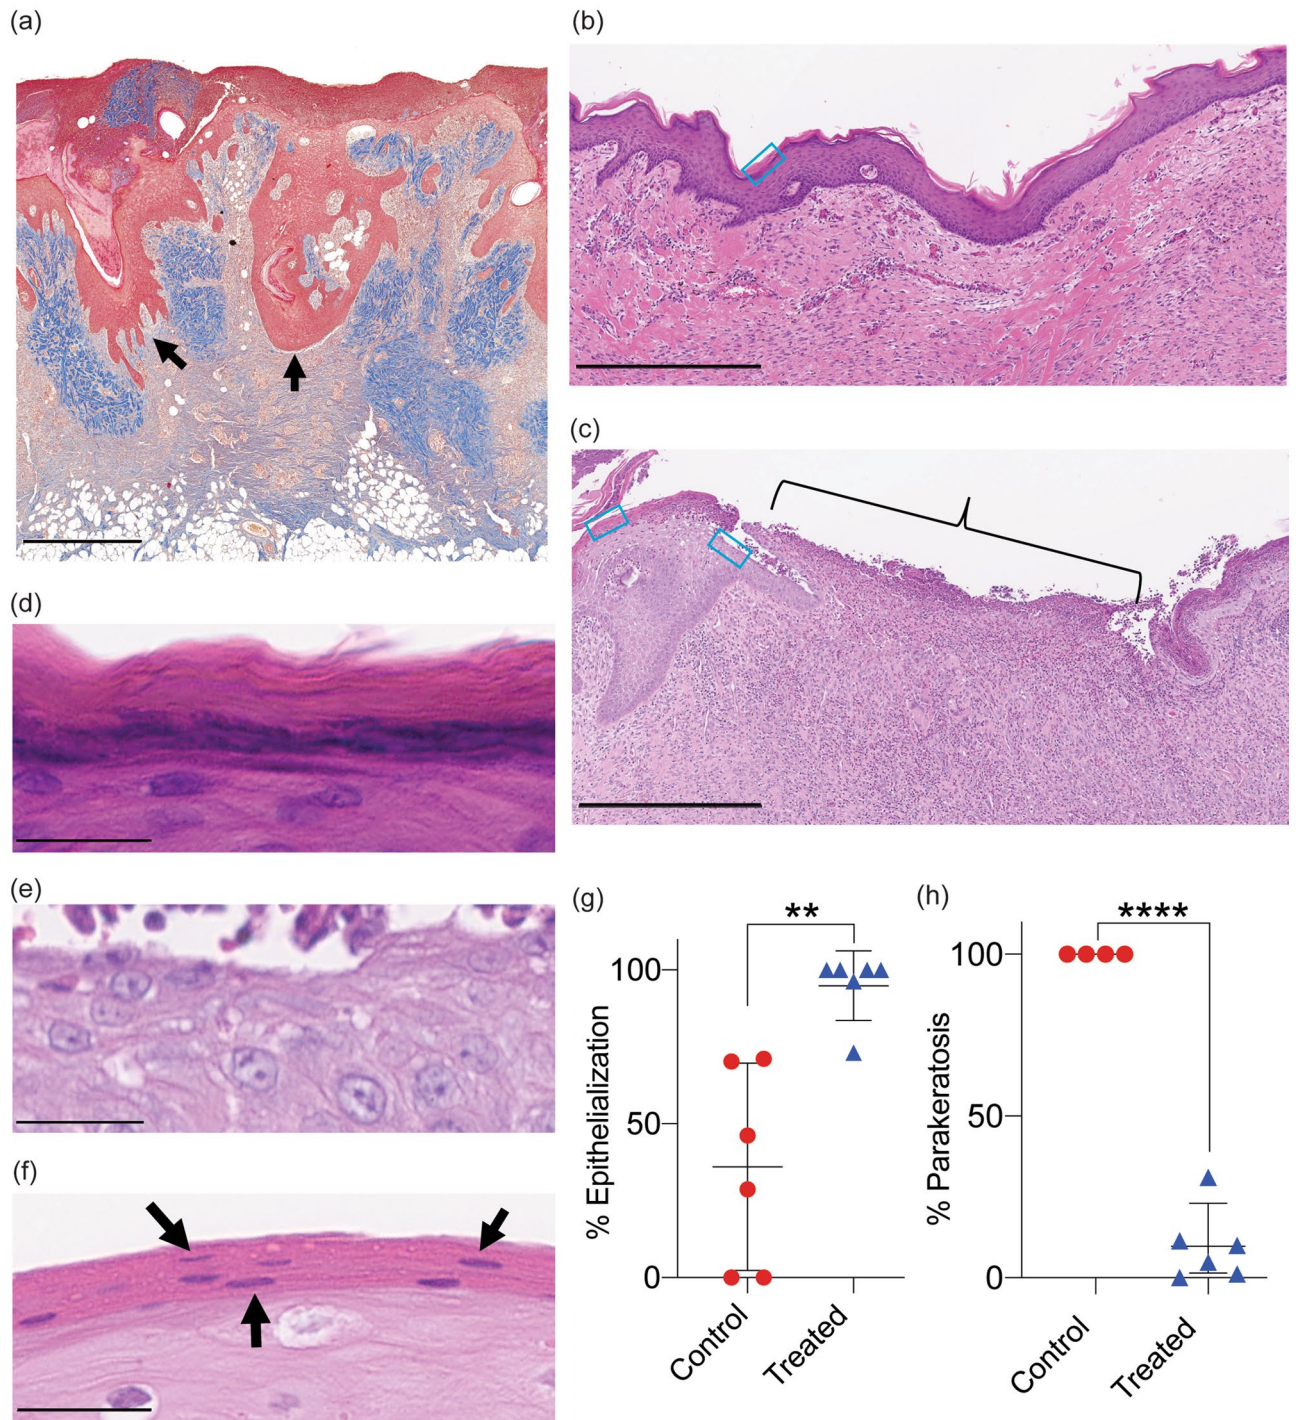 (a)
(b)
(c)
(d)
(e)
(f)
(g)
**
% Epithelialization
100
50
0
Control
Treated
(h)
****
% Parakeratosis
100
50
0
Control
Treated